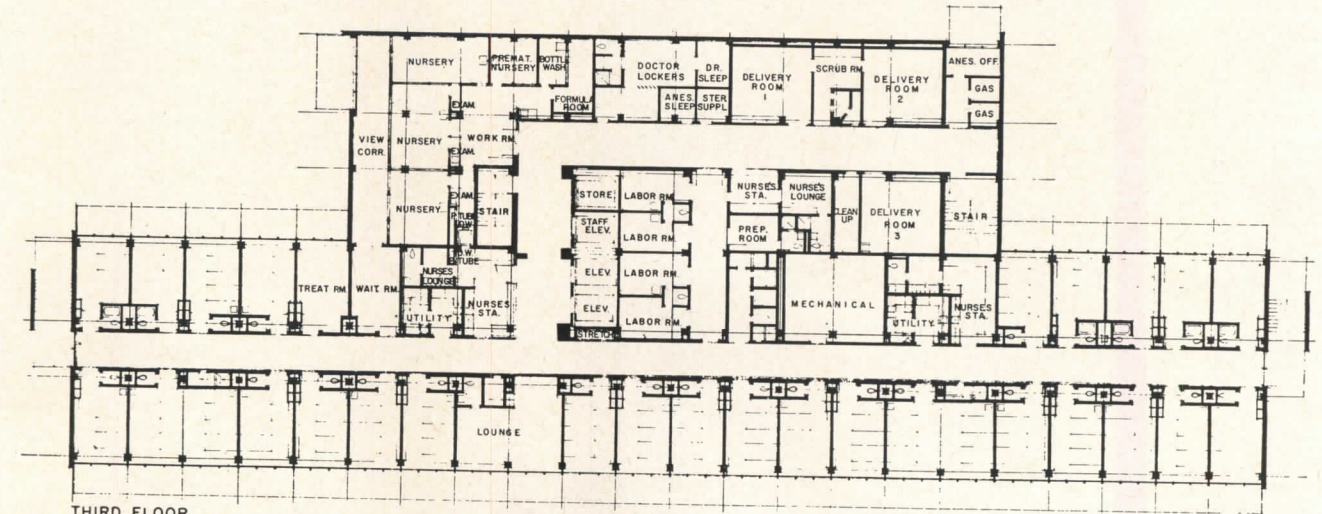 NURSERY
PREMAT.
NURSERY
BOTTLE
WASH
DOCTOR
LOCKERS
DR.
SLEEP
DELIVERY
ROOM
1
SCRUB RM.
DELIVERY
ROOM
2
ANES. OFF.
GAS
GAS
EXAM.
FORMULA
ROOM
ANES.
SLEEP
STER.
SUPPL.
VIEW
CORR.
NURSERY
WORK RM.
EXAM.
NURSERY
EXAM.
STAIR
STORE
LABOR RM.
NURSES.
STA.
NURSE'S
LOUNGE
CLEAN
UP
DELIVERY
ROOM
3
STAIR
STAFF
ELEV.
LABOR RM.
PREP.
ROOM
ELEV.
LABOR RM.
ELEV.
LABOR RM.
STRETCH
MECHANICAL
TREAT RM.
WAIT. RM.
NURSES
LOUNGE
UTILITY
NURSES
STA.
UTILITY
NURSES
STA.
LOUNGE
THIRD FLOOR